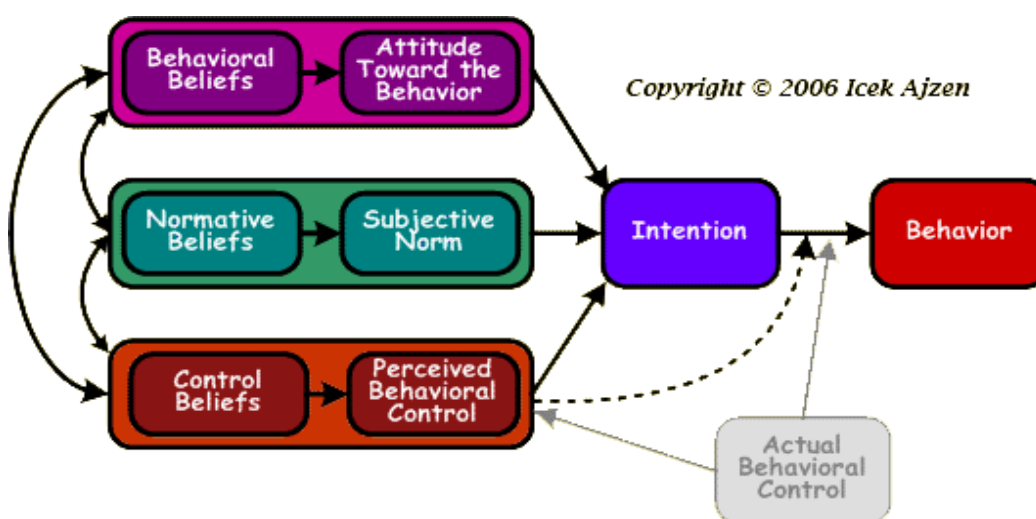 Behavioral
Beliefs
Attitude
Toward the
Behavior
Copyright © 2006 Icek Ajzen
Normative
Beliefs
Subjective
Norm
Intention
Behavior
Control
Beliefs
Perceived
Behavioral
Control
Actual
Behavioral
Control